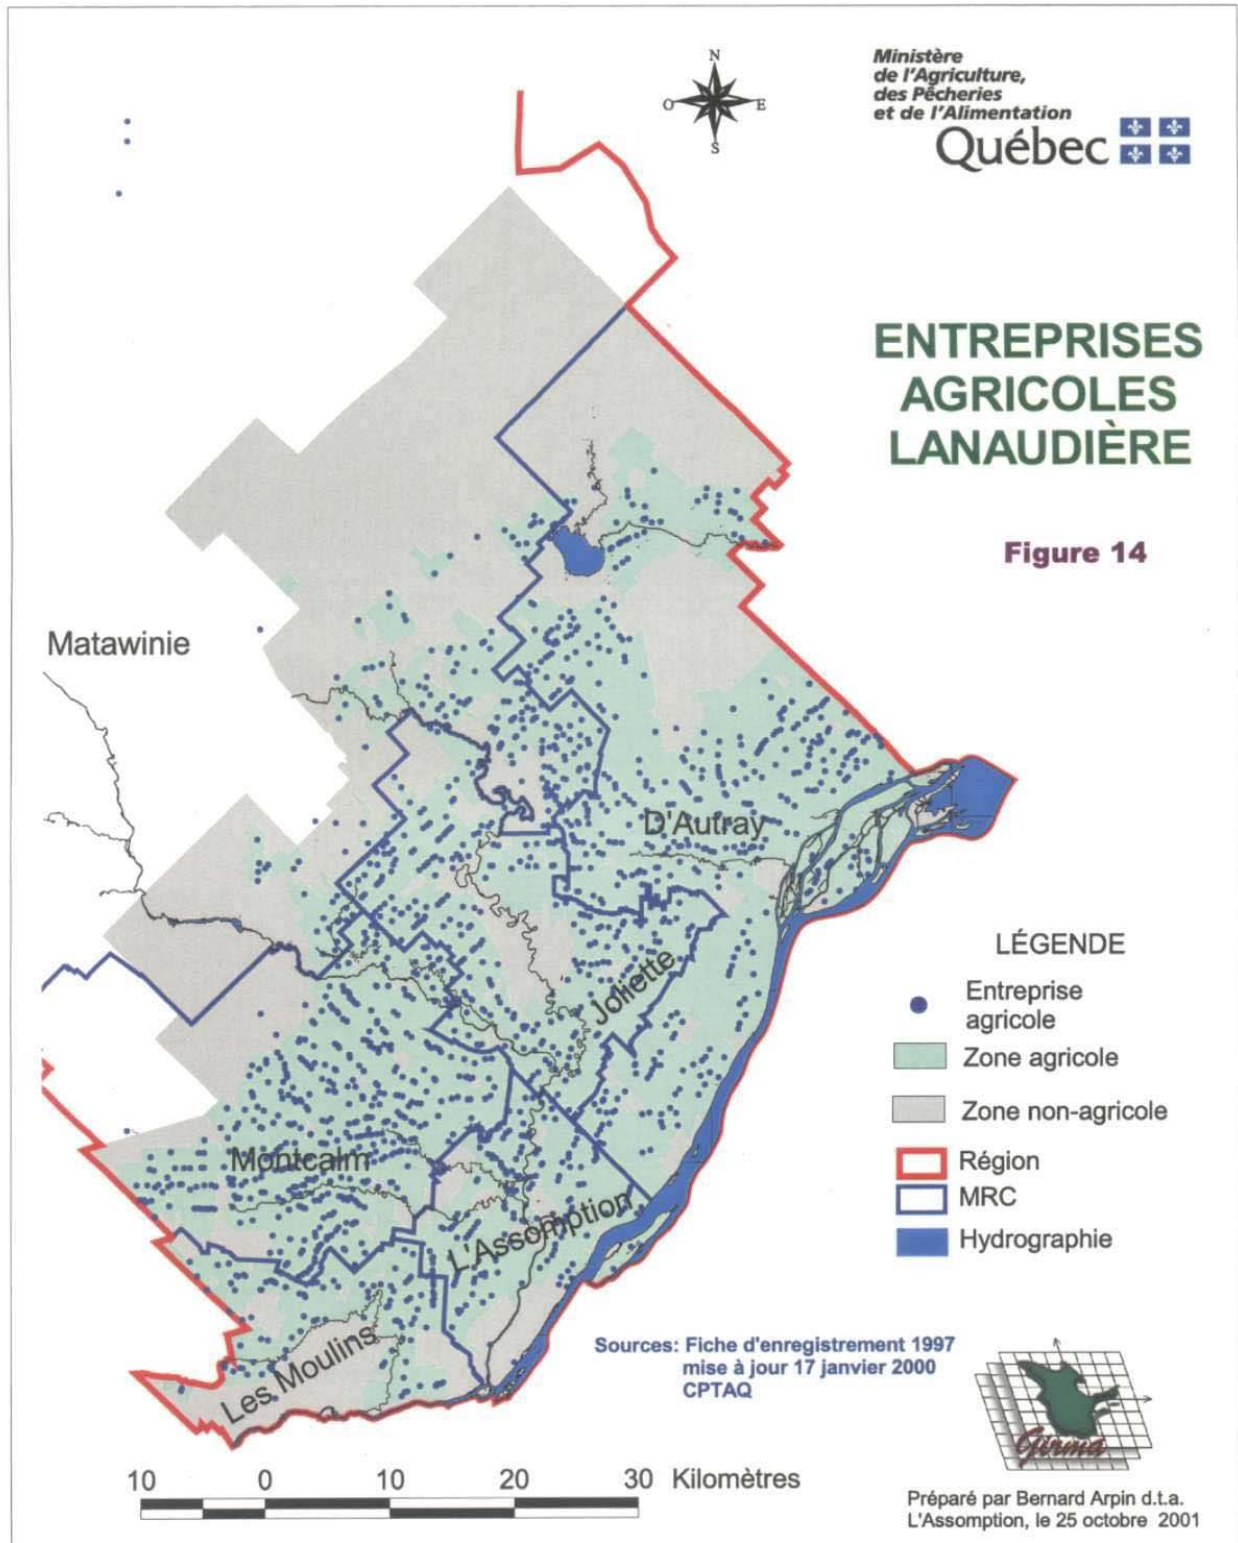 N
O
E
S
Ministère
de l'Agriculture,
des Pêcheries
et de l'Alimentation
Québec
ENTREPRISES
AGRICOLES
LANAUDIÈRE
Figure 14
Matawinie
D'Autray
Joliette
Montcalm
L'Assomption
Les Moulins
LÉGENDE
Entreprise
agricole
Zone agricole
Zone non-agricole
Région
MRC
Hydrographie
Sources: Fiche d'enregistrement 1997
mise à jour 17 janvier 2000
CPTAQ
Girma
10 0 10 20 30 Kilomètres
Préparé par Bernard Arpin d.t.a.
L'Assomption, le 25 octobre 2001